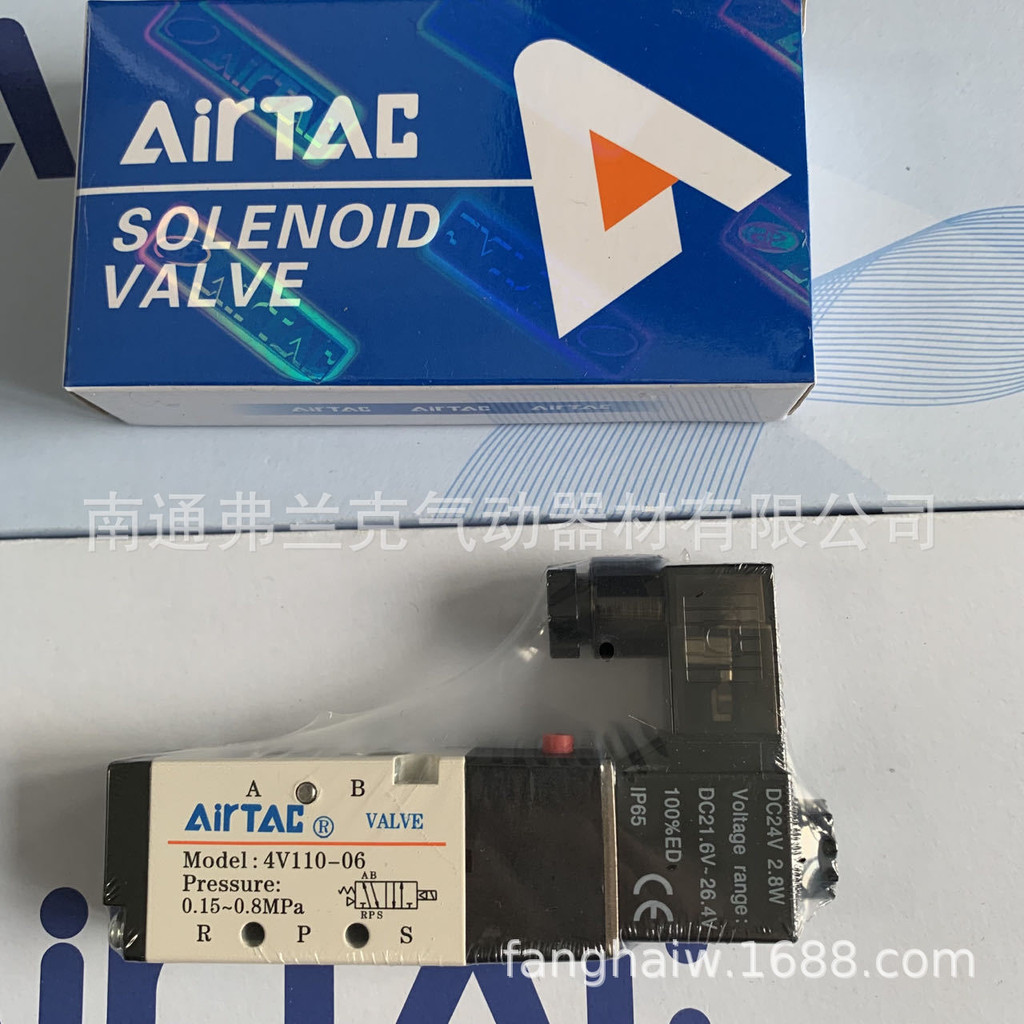 AirTAC
SOLENOID
VALVE
AirTAC AirTAC AirTAC
南通弗兰克气动器材有限公司
A B
AirTAC ® VALVE
Model: 4V110-06
Pressure:
0.15~0.8MPa
AB
RPS
R P S
DC24V 2.8W
Voltage range:
DC21.6V~26.4V
100%ED
IP65
CE
fanghaiw.1688.com
AirTAC